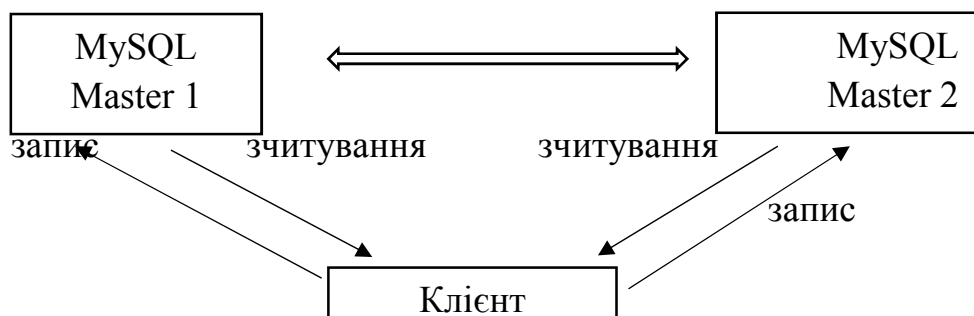 MySQL
Master 1
MySQL
Master 2
запис
зчитування
зчитування
запис
Клієнт